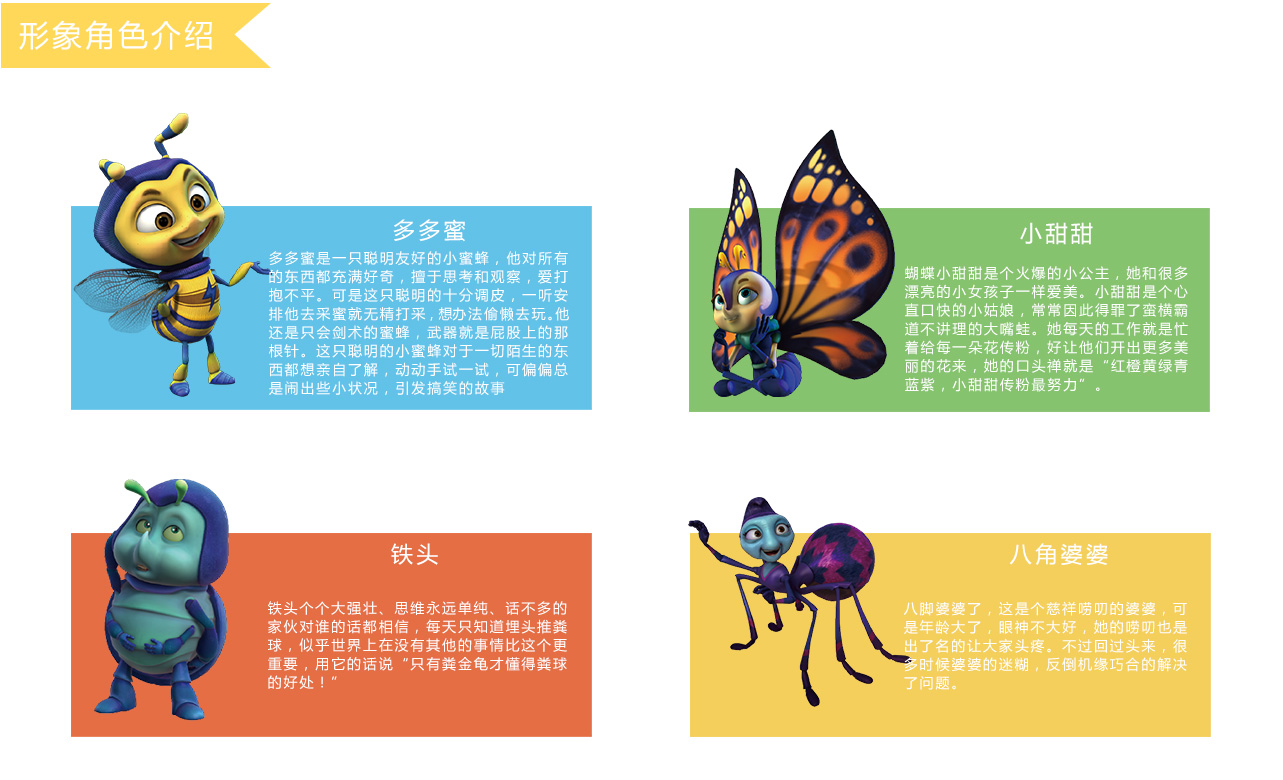 形象角色介绍
多多蜜
多多蜜是一只聪明友好的小蜜蜂，他对所有
的东西都充满好奇，擅于思考和观察，爱打
抱不平。可是这只聪明的十分调皮，一听安
排他去采蜜就无精打采，想办法偷懒去玩。他
还是只会剑术的蜜蜂，武器就是屁股上的那
根针。这只聪明的小蜜蜂对于一切陌生的东
西都想亲自了解，动动手试一试，可偏偏总
是闹出些小状况，引发搞笑的故事
小甜甜
蝴蝶小甜甜是个火爆的小公主，她和很多
漂亮的小女孩子一样爱美。小甜甜是个心
直口快的小姑娘，常常因此得罪了蛮横霸
道不讲理的大嘴蛙。她每天的工作就是忙
着给每一朵花传粉，好让他们开出更多美
丽的花来，她的口头禅就是“红橙黄绿青
蓝紫，小甜甜传粉最努力”。
铁头
铁头个个大强壮、思维永远单纯、话不多的
家伙对谁的话都相信，每天只知道埋头推粪
球，似乎世界上在没有其他的事情比这个更
重要，用它的话说“只有粪金龟才懂得粪球
的好处！”
八角婆婆
八脚婆婆了，这是个慈祥唠叨的婆婆，可
是年龄大了，眼神不大好，她的唠叨也是
出了名的让大家头疼。不过回过头来，很
多时候婆婆的迷糊，反倒机缘巧合的解决
了问题。